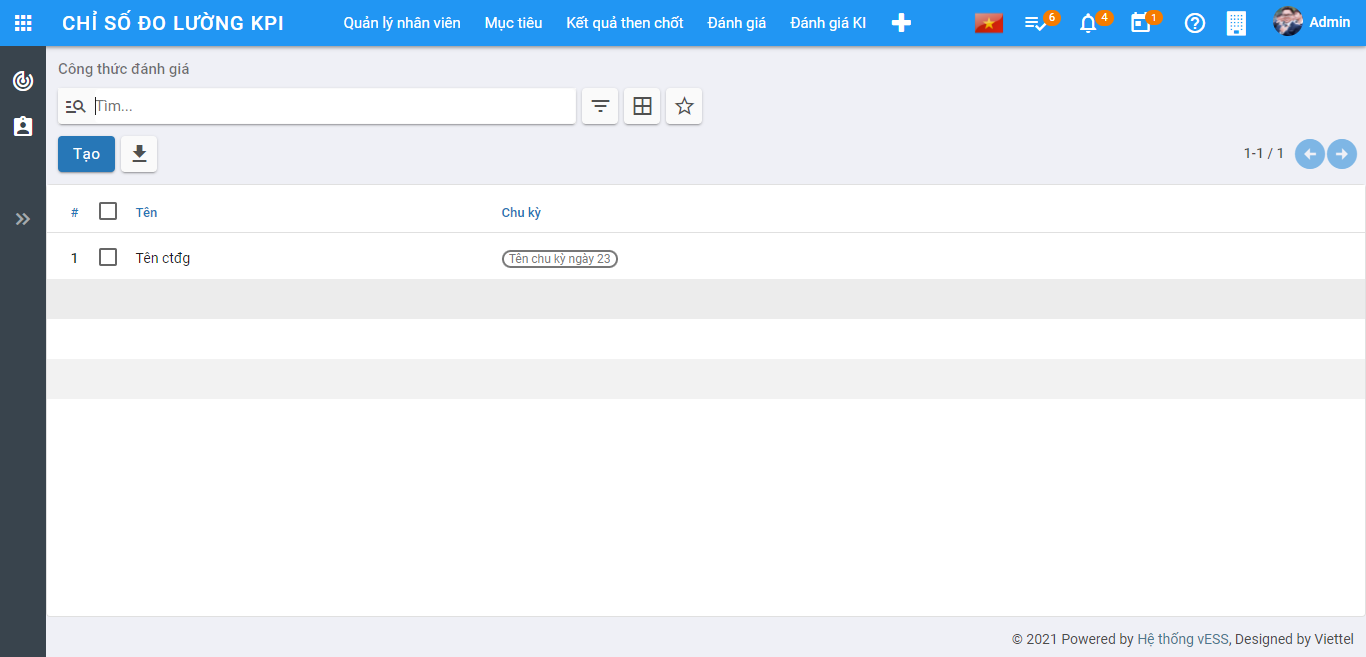 CHỈ SỐ ĐO LƯỜNG KPI Quản lý nhân viên Mục tiêu Kết quả then chốt Đánh giá Đánh giá KI 6 4 1 Admin
Công thức đánh giá
Tìm...
Tạo 1-1 / 1
# Tên Chu kỳ
1 Tên ctđg Tên chu kỳ ngày 23
© 2021 Powered by Hệ thống vESS, Designed by Viettel